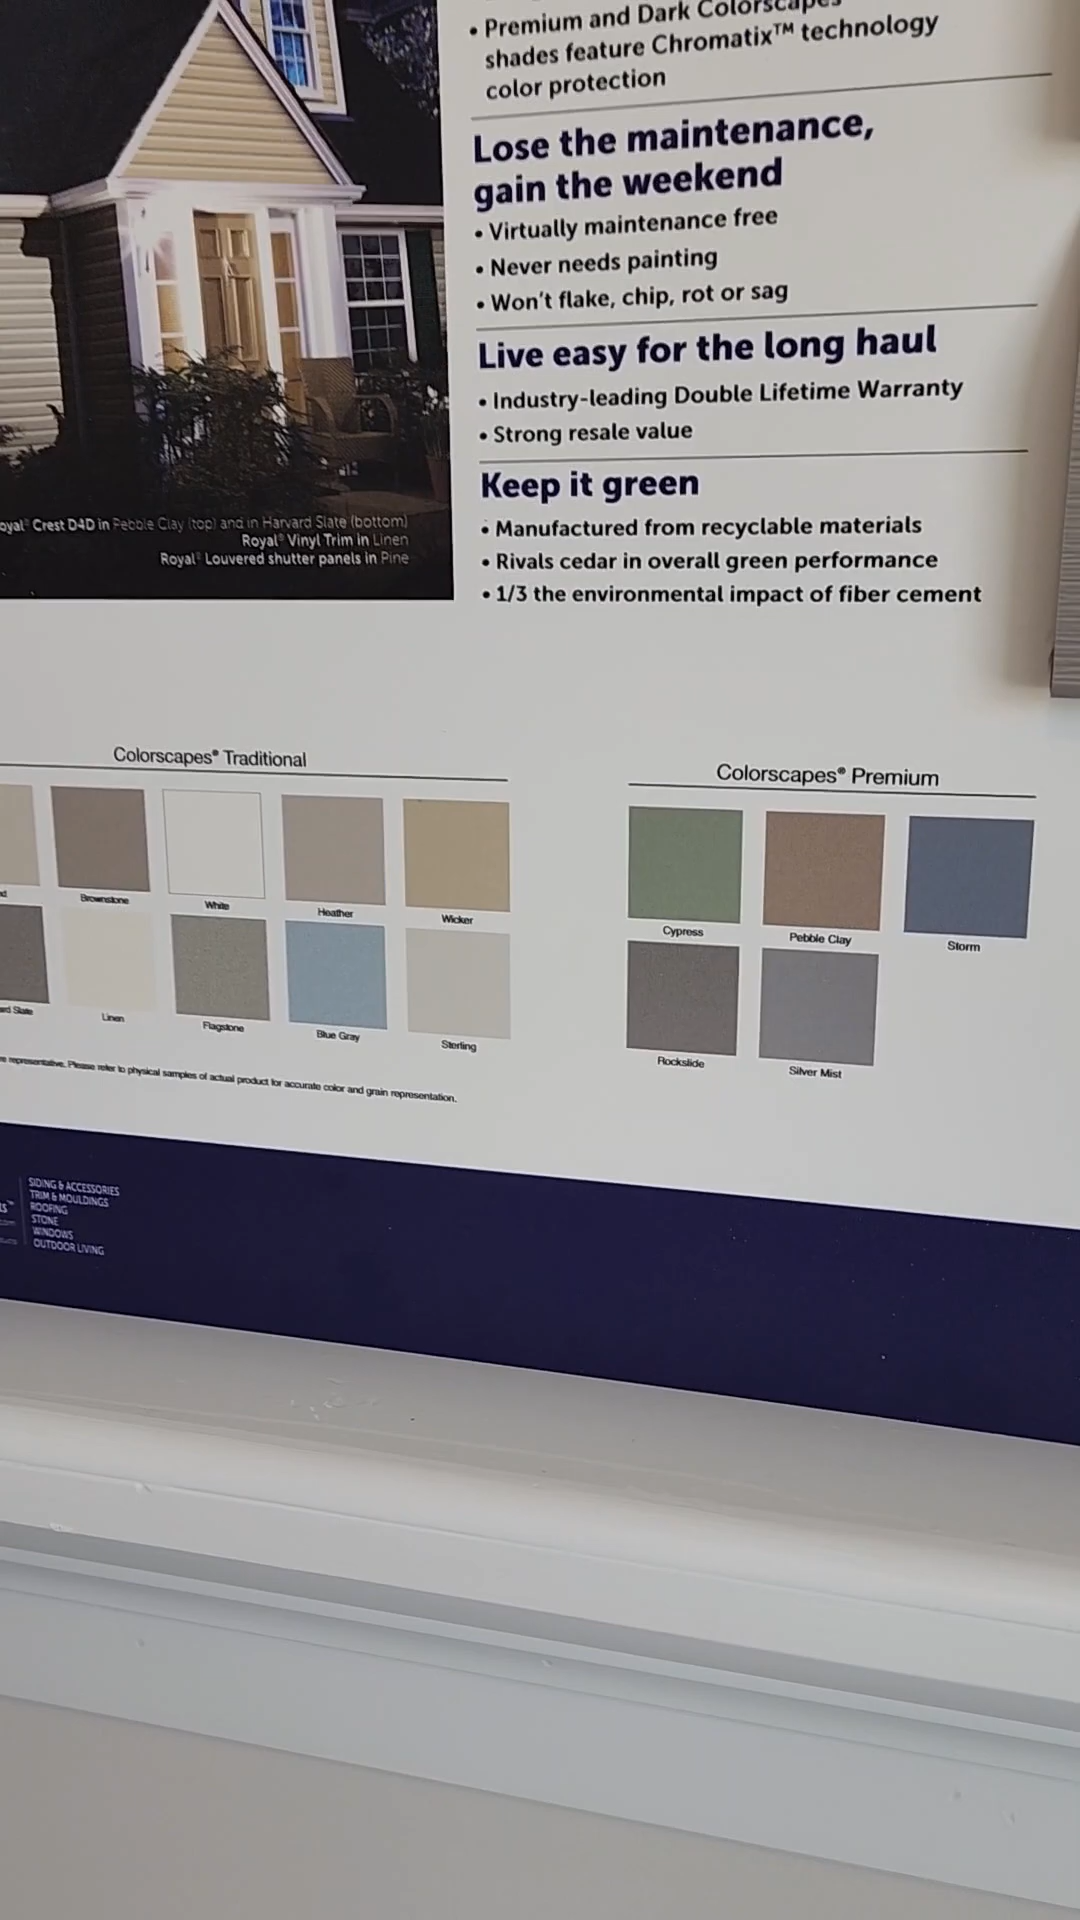 • Premium and Dark Colorscapes
shades feature Chromatix™ technology
color protection
Lose the maintenance,
gain the weekend
• Virtually maintenance free
• Never needs painting
• Won't flake, chip, rot or sag
Live easy for the long haul
• Industry-leading Double Lifetime Warranty
• Strong resale value
Keep it green
• Manufactured from recyclable materials
• Rivals cedar in overall green performance
• 1/3 the environmental impact of fiber cement
oyal® Crest D4D in Pebble Clay (top) and in Harvard Slate (bottom)
Royal® Vinyl Trim in Linen
Royal® Louvered shutter panels in Pine
Colorscapes® Traditional
Brownstone
White
Heather
Wicker
ard Slate
Linen
Flagstone
Blue Gray
Sterling
Colorscapes® Premium
Cypress
Pebble Clay
Storm
Rockslide
Silver Mist
re representative. Please refer to physical samples of actual product for accurate color and grain representation.
SIDING & ACCESSORIES
TRIM & MOULDINGS
ROOFING
STONE
WINDOWS
OUTDOOR LIVING